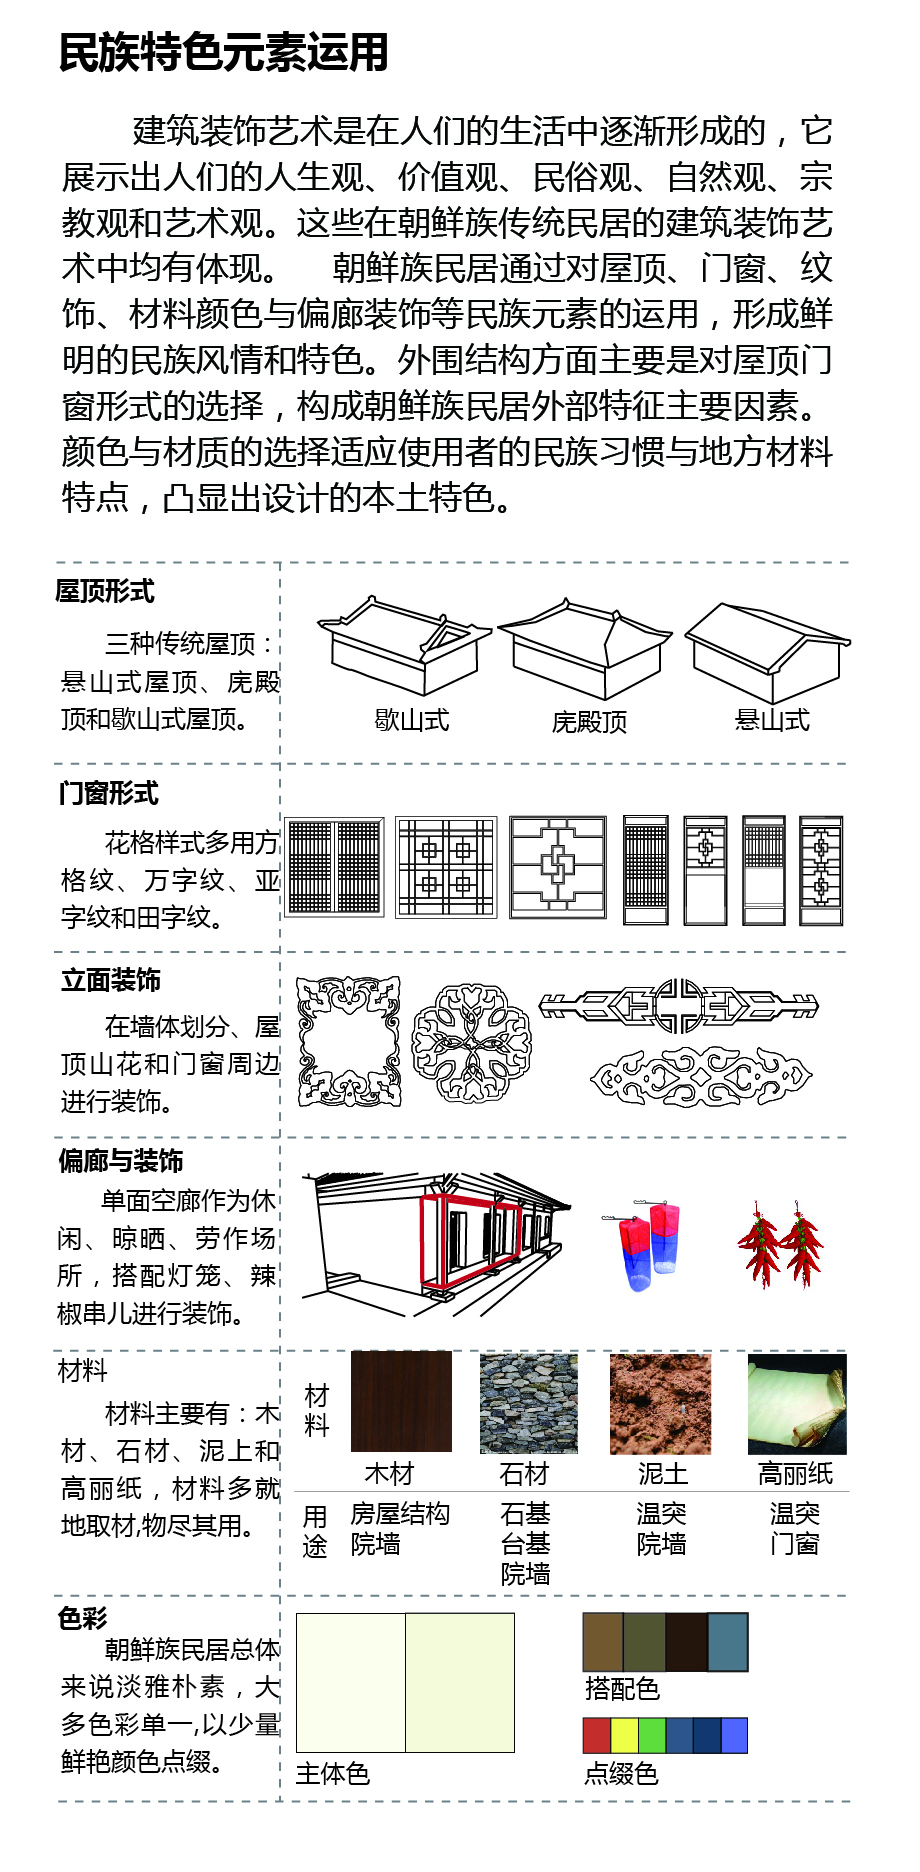 民族特色元素运用
建筑装饰艺术是在人们的生活中逐渐形成的，它
展示出人们的人生观、价值观、民俗观、自然观、宗
教观和艺术观。这些在朝鲜族传统民居的建筑装饰艺
术中均有体现。 朝鲜族民居通过对屋顶、门窗、纹
饰、材料颜色与偏廊装饰等民族元素的运用，形成鲜
明的民族风情和特色。外围结构方面主要是对屋顶门
窗形式的选择，构成朝鲜族民居外部特征主要因素。
颜色与材质的选择适应使用者的民族习惯与地方材料
特点，凸显出设计的本土特色。
屋顶形式
三种传统屋顶：
悬山式屋顶、庑殿
顶和歇山式屋顶。
歇山式
庑殿顶
悬山式
门窗形式
花格样式多用方
格纹、万字纹、亚
字纹和田字纹。
立面装饰
在墙体划分、屋
顶山花和门窗周边
进行装饰。
偏廊与装饰
单面空廊作为休
闲、晾晒、劳作场
所，搭配灯笼、辣
椒串儿进行装饰。
材料
材料主要有：木
材、石材、泥上和
高丽纸，材料多就
地取材,物尽其用。
材
料
木材
石材
泥土
高丽纸
用
途
房屋结构
院墙
石基
台基
院墙
温突
院墙
温突
门窗
色彩
朝鲜族民居总体
来说淡雅朴素，大
多色彩单一,以少量
鲜艳颜色点缀。
主体色
搭配色
点缀色